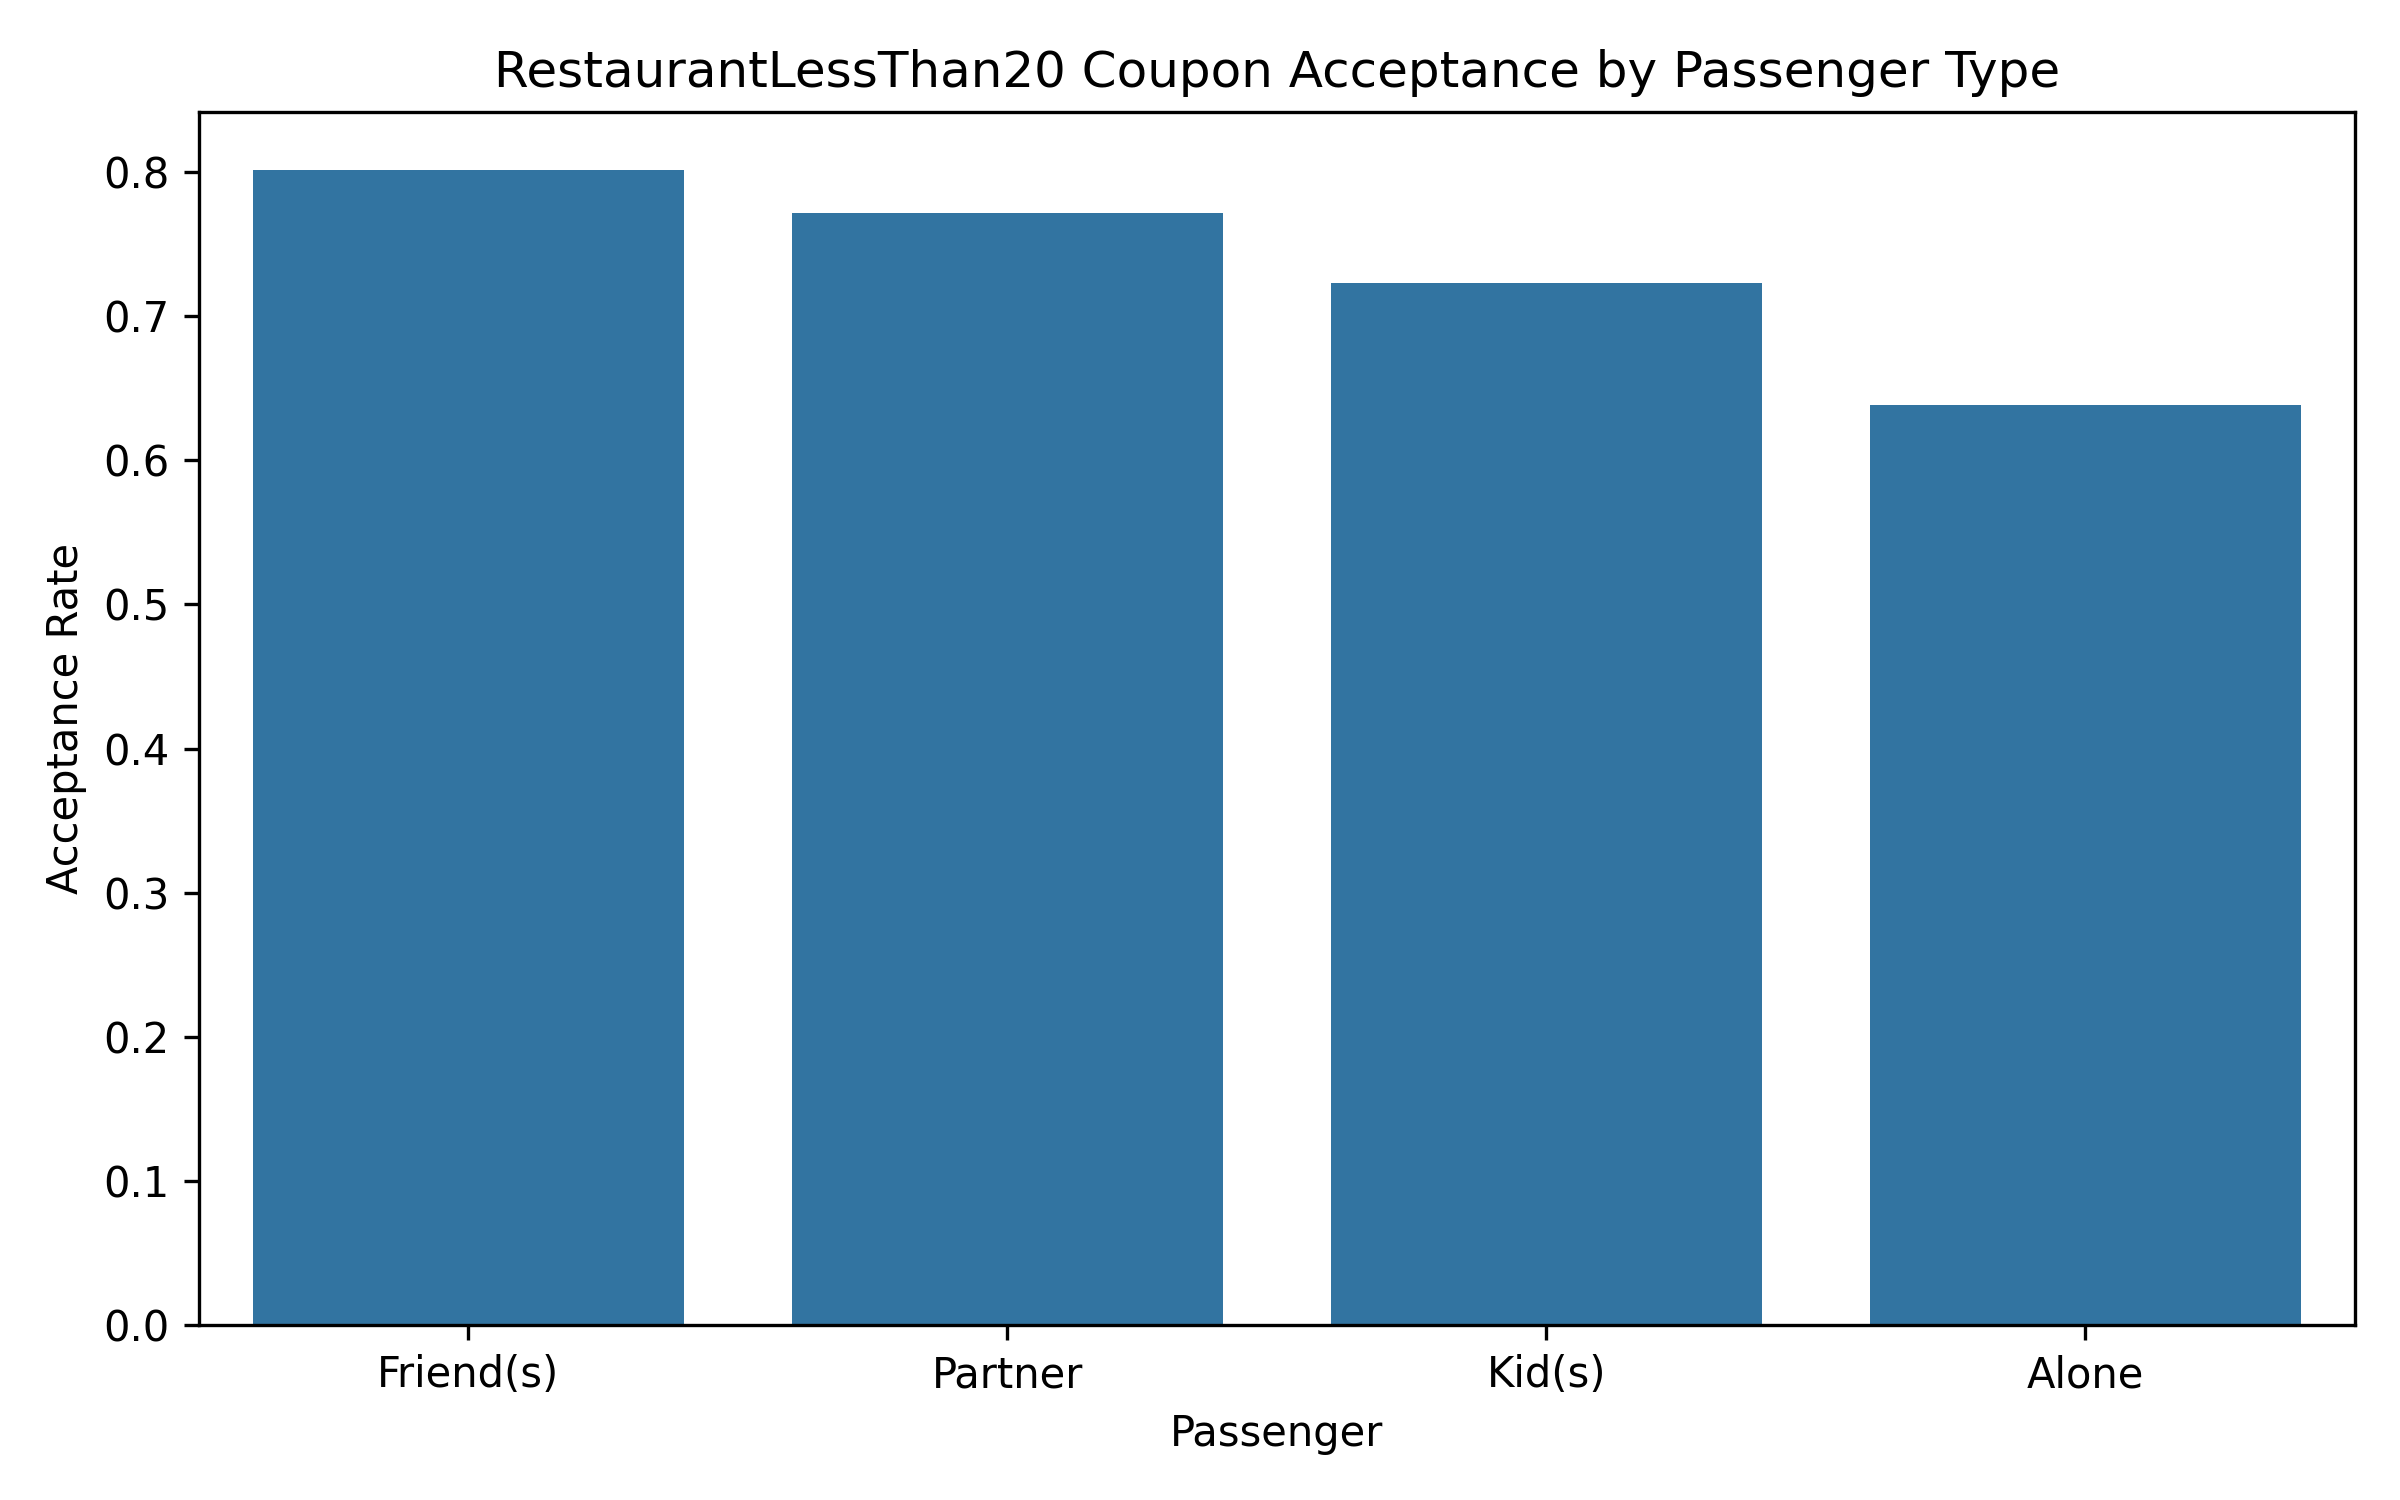 RestaurantLessThan20 Coupon Acceptance by Passenger Type
Acceptance Rate
0.8
0.7
0.6
0.5
0.4
0.3
0.2
0.1
0.0
Friend(s) Partner Kid(s) Alone
Passenger